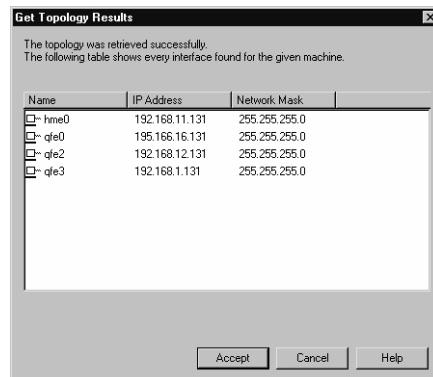 Get Topology Results
The topology was retrieved successfully.
The following table shows every interface found for the given machine.
Name IP Address Network Mask
hme0 192.168.11.131 255.255.255.0
qfe0 195.166.16.131 255.255.255.0
qfe2 192.168.12.131 255.255.255.0
qfe3 192.168.1.131 255.255.255.0
Accept Cancel Help